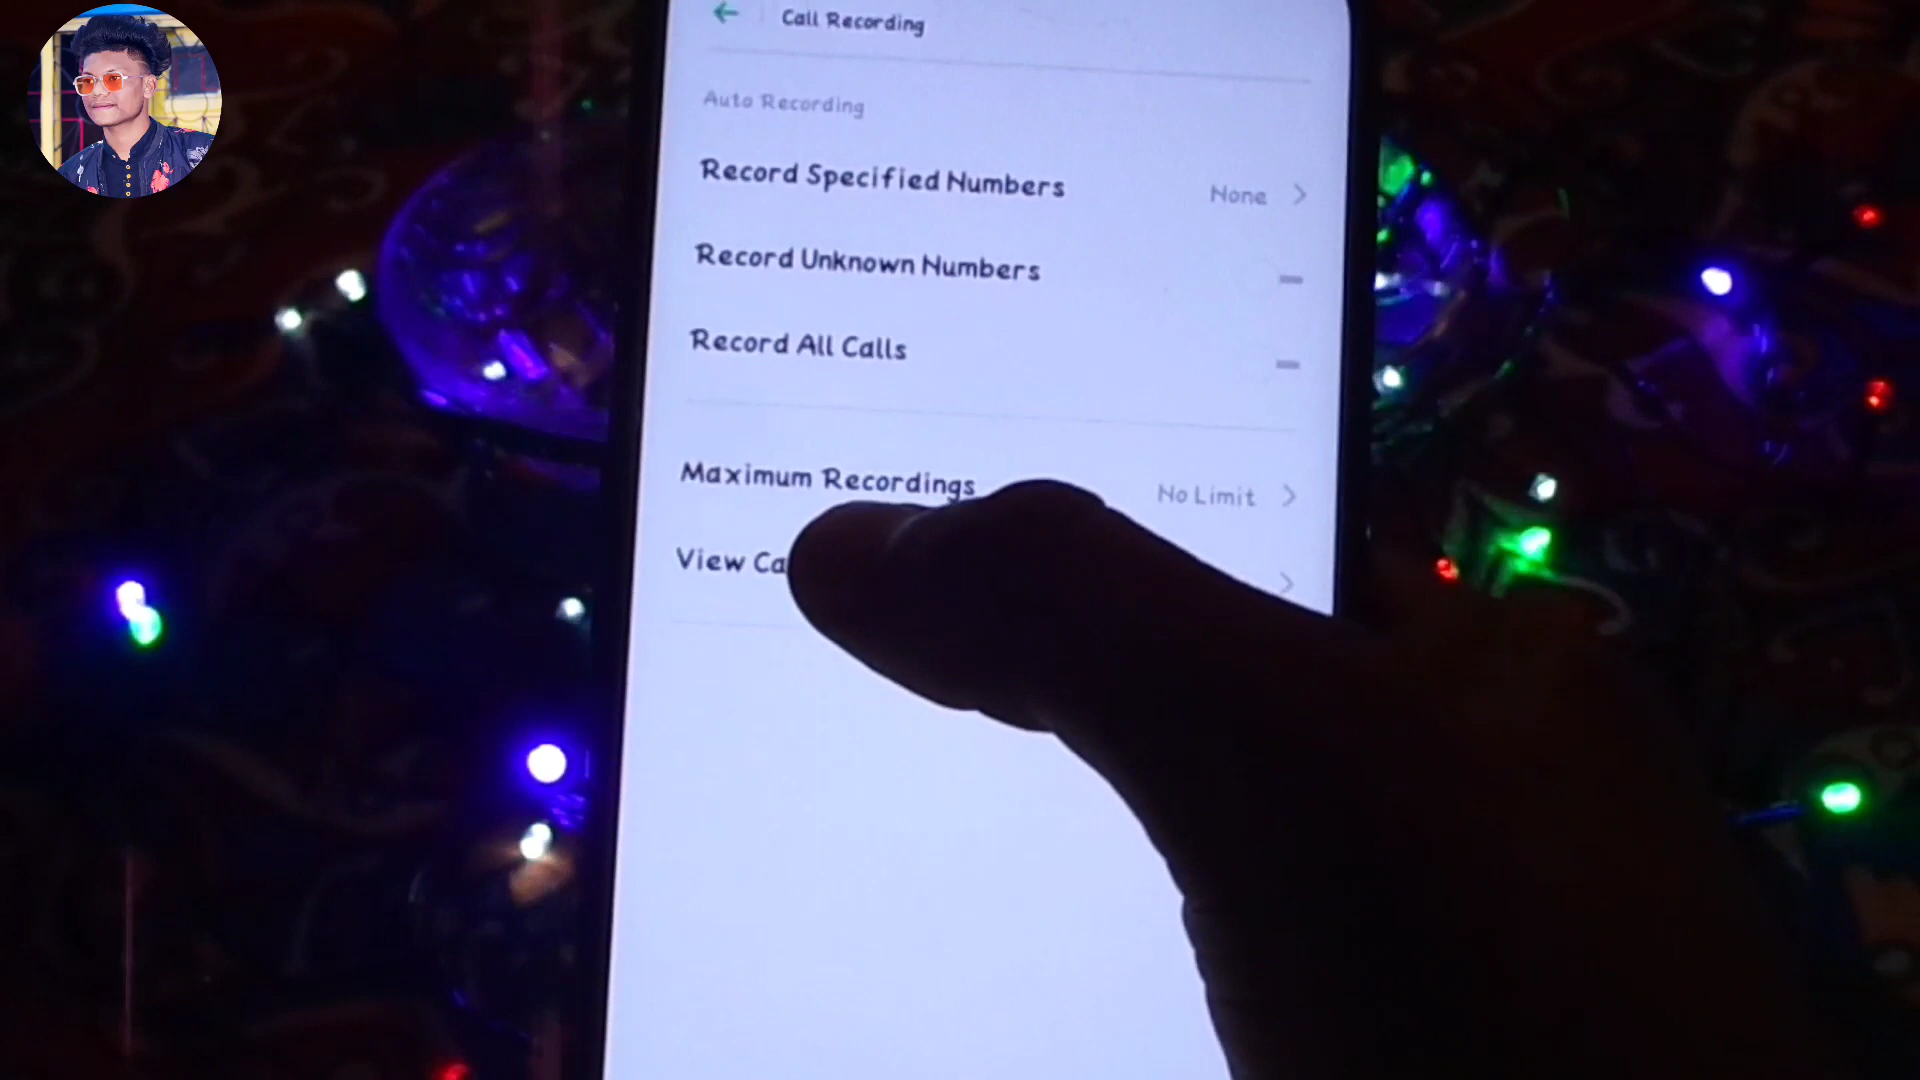 Call Recording
Auto Recording
Record Specified Numbers None
Record Unknown Numbers
Record All Calls
Maximum Recordings No Limit
View